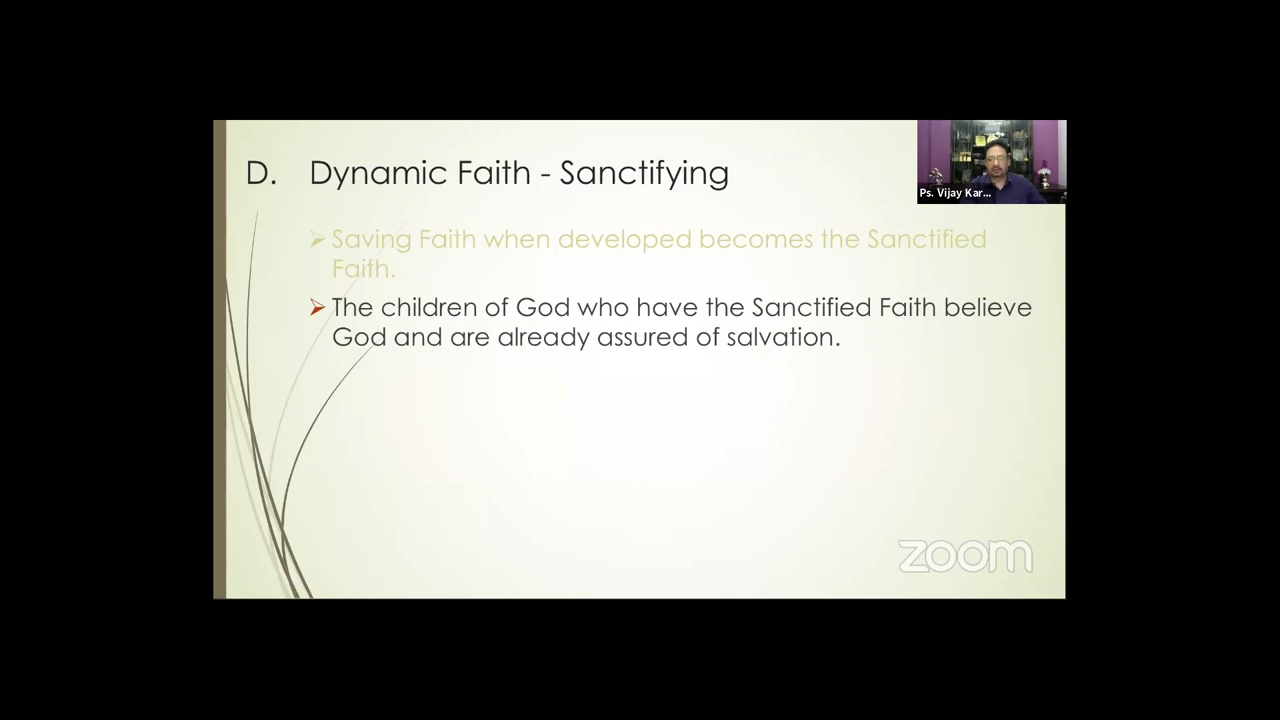 D. Dynamic Faith - Sanctifying
Ps. Vijay Kar...
Saving Faith when developed becomes the Sanctified
Faith.
The children of God who have the Sanctified Faith believe
God and are already assured of salvation.
zoom